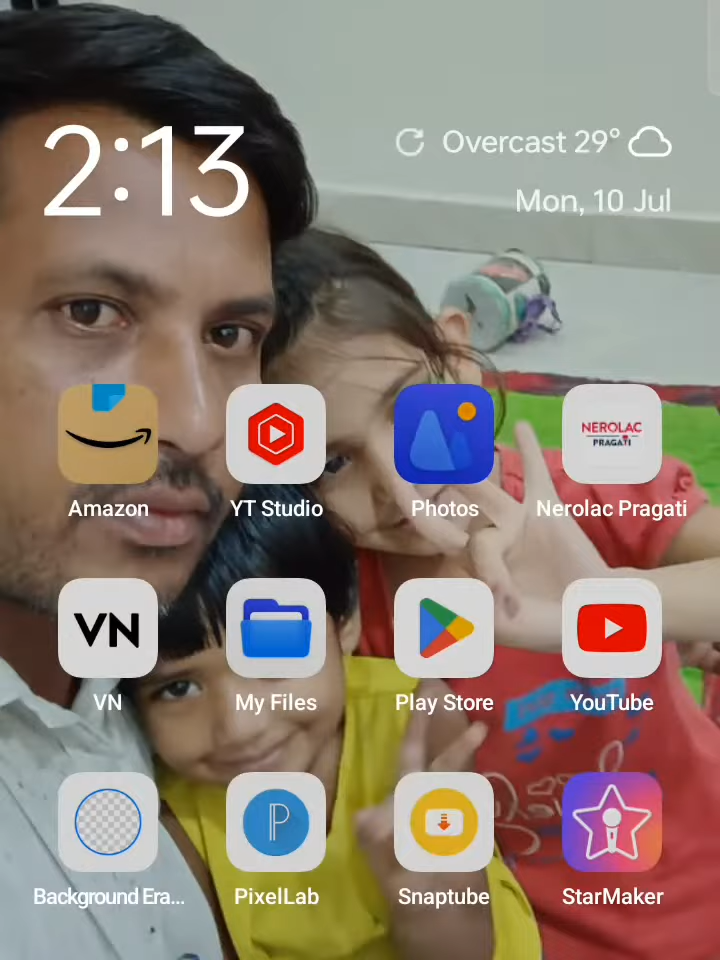 2:13
Overcast 29°
Mon, 10 Jul
NEROLAC
PRAGATI
Amazon
YT Studio
Photos
Nerolac Pragati
VN
VN
My Files
Play Store
YouTube
P
Background Era...
PixelLab
Snaptube
StarMaker